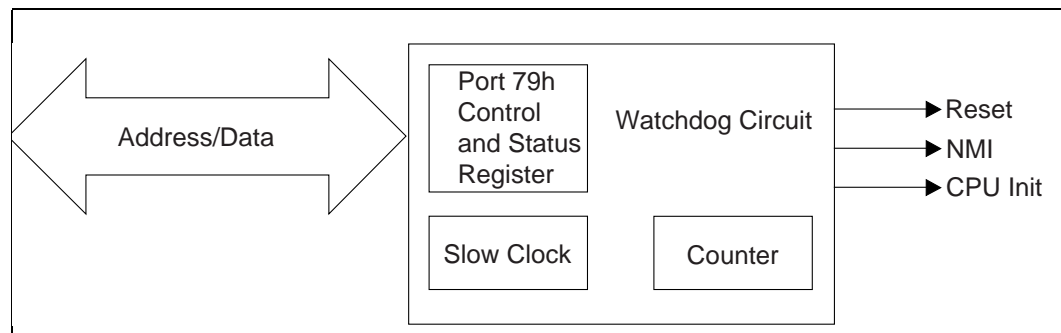 Address/Data
Port 79h
Control
and Status
Register
Watchdog Circuit
Slow Clock
Counter
Reset
NMI
CPU Init